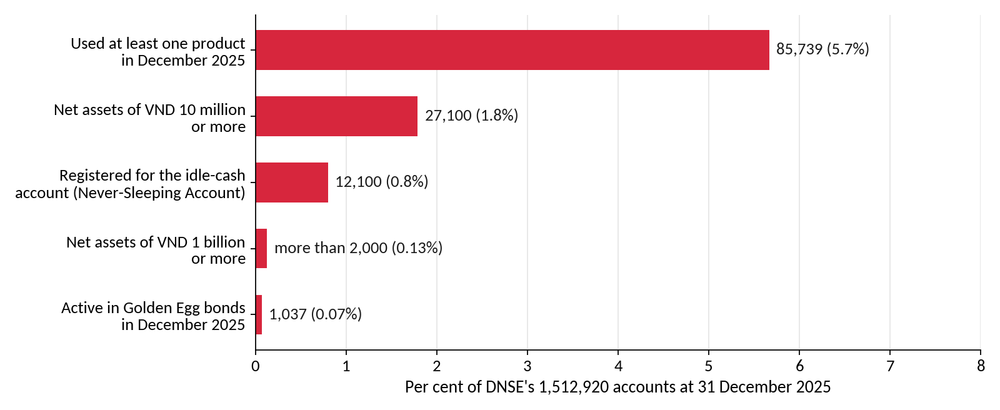 Used at least one product
in December 2025
85,739 (5.7%)
Net assets of VND 10 million
or more
27,100 (1.8%)
Registered for the idle-cash
account (Never-Sleeping Account)
12,100 (0.8%)
Net assets of VND 1 billion
or more
more than 2,000 (0.13%)
Active in Golden Egg bonds
in December 2025
1,037 (0.07%)
0 1 2 3 4 5 6 7 8
Per cent of DNSE's 1,512,920 accounts at 31 December 2025